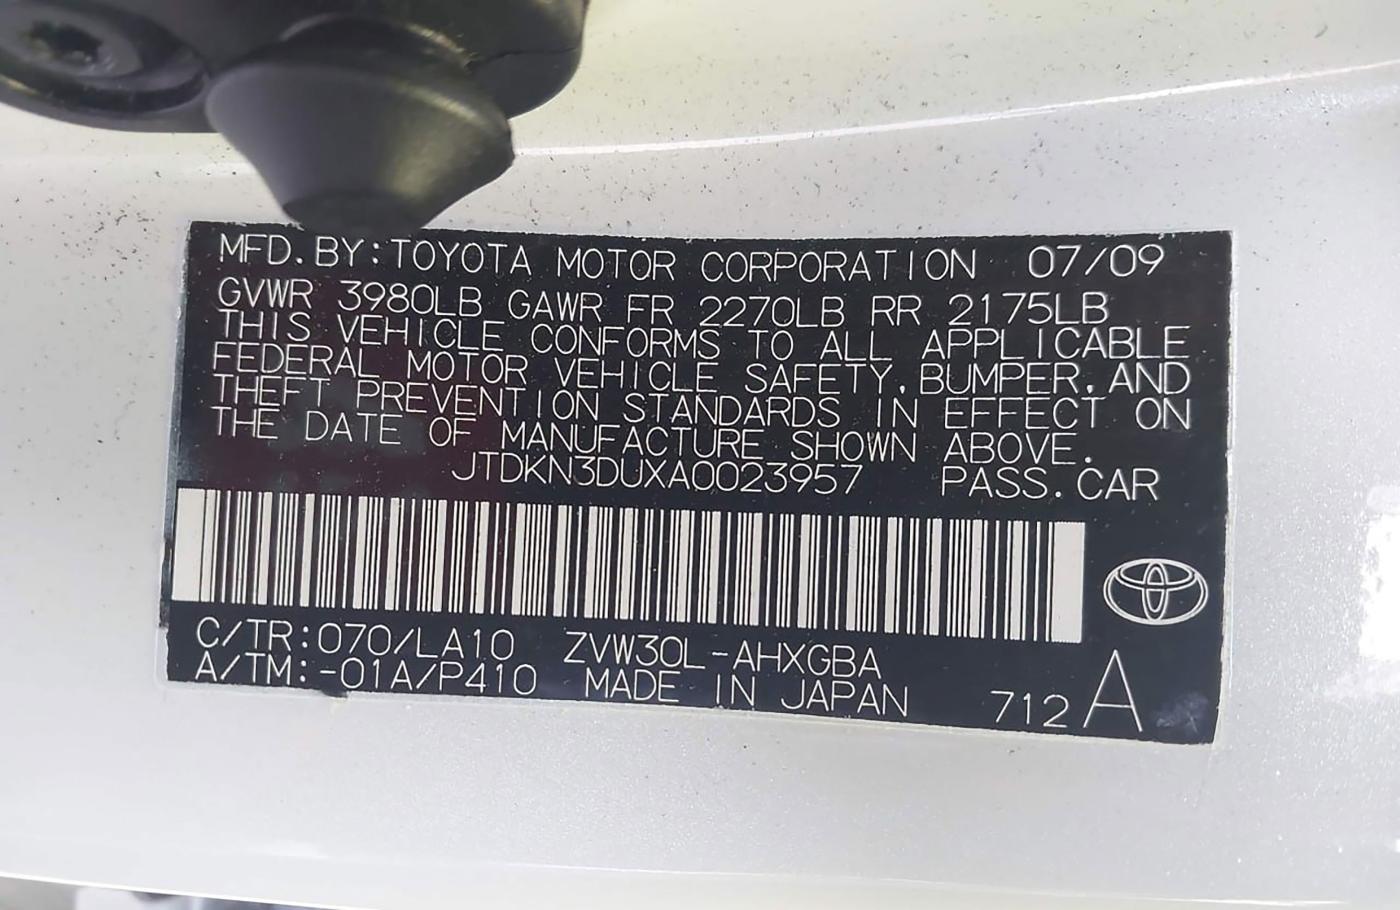 MFD. BY: TOYOTA MOTOR CORPORATION 07/09
GVWR 3980LB GAWR FR 2270LB RR 2175LB
THIS VEHICLE CONFORMS TO ALL APPLICABLE
FEDERAL MOTOR VEHICLE SAFETY, BUMPER, AND
THEFT PREVENTION STANDARDS IN EFFECT ON
THE DATE OF MANUFACTURE SHOWN ABOVE.
JTDKN3DUXA0023957 PASS. CAR
C/TR: 070/LA10 ZVW30L-AHXGBA
A/TM: -01A/P410 MADE IN JAPAN 712 A